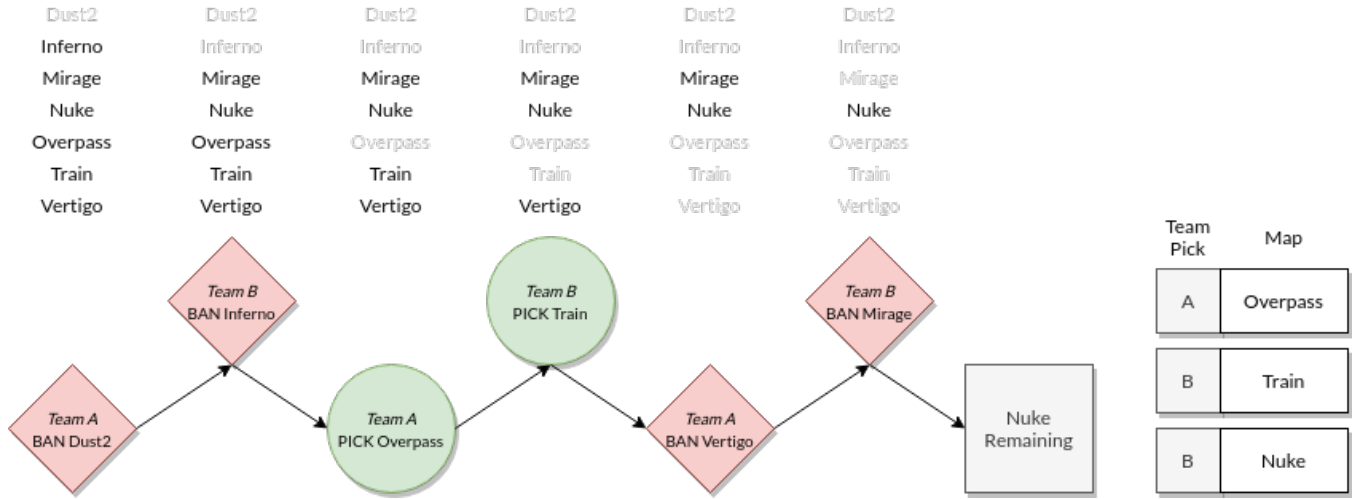 Dust2
Inferno
Mirage
Nuke
Overpass
Train
Vertigo
Dust2
Inferno
Mirage
Nuke
Overpass
Train
Vertigo
Dust2
Inferno
Mirage
Nuke
Overpass
Train
Vertigo
Dust2
Inferno
Mirage
Nuke
Overpass
Train
Vertigo
Dust2
Inferno
Mirage
Nuke
Overpass
Train
Vertigo
Dust2
Inferno
Mirage
Nuke
Overpass
Train
Vertigo
Team A
BAN Dust2
Team B
BAN Inferno
Team A
PICK Overpass
Team B
PICK Train
Team A
BAN Vertigo
Team B
BAN Mirage
Nuke
Remaining
Team
Pick
Map
A
Overpass
B
Train
B
Nuke